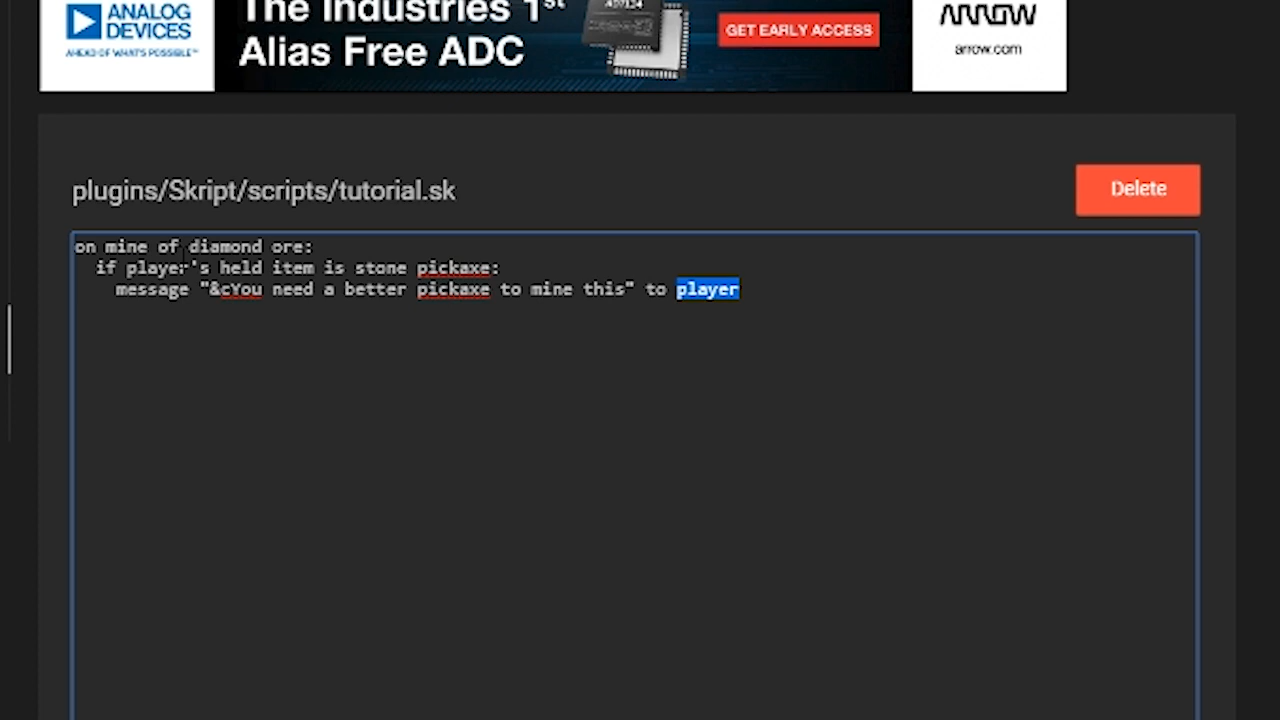 ANALOG
DEVICES
AHEAD OF WHAT'S POSSIBLE™
The Industries 1st
Alias Free ADC
GET EARLY ACCESS
ARROW
arrow.com
plugins/Skript/scripts/tutorial.sk
Delete
on mine of diamond ore:
if player's held item is stone pickaxe:
message "&cYou need a better pickaxe to mine this" to player